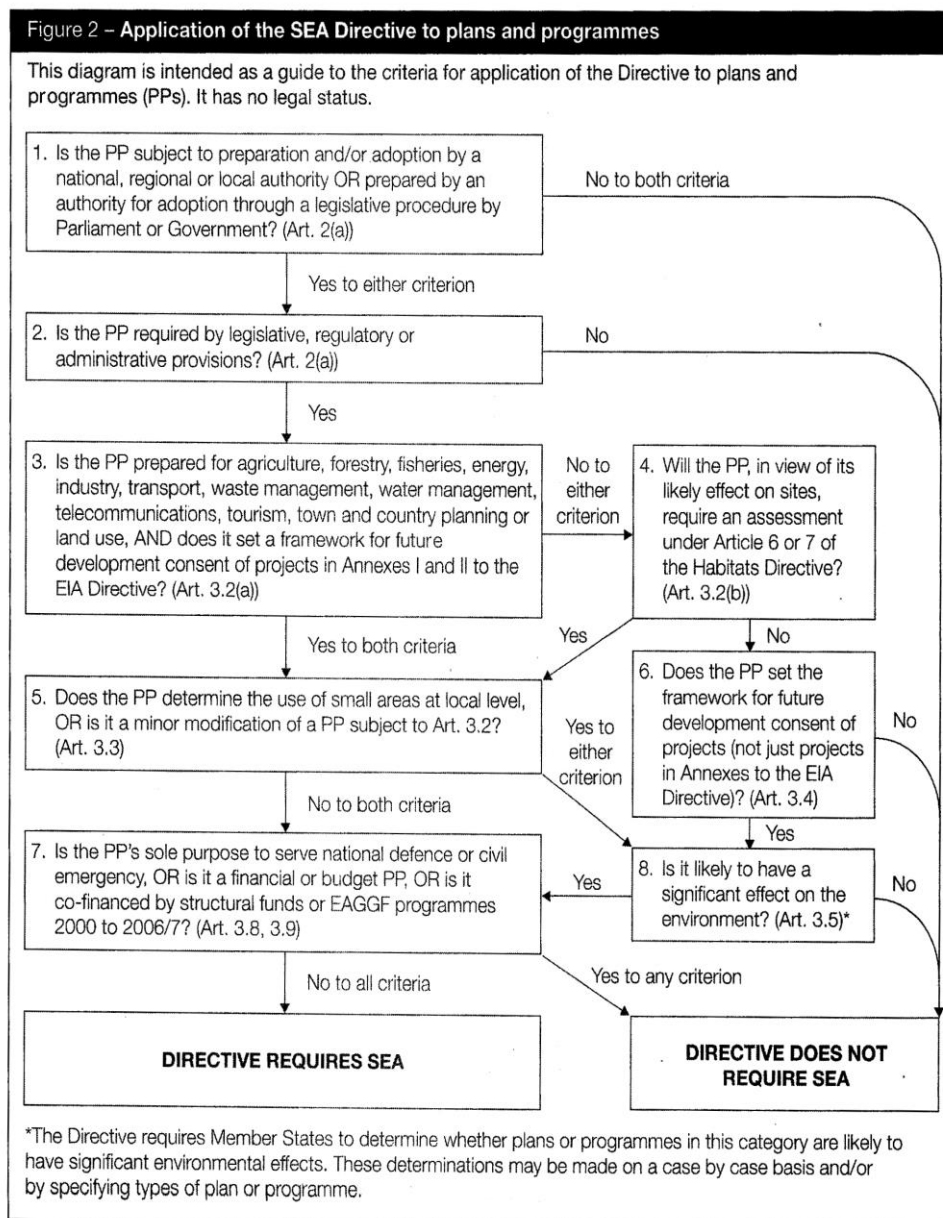 Figure 2 – Application of the SEA Directive to plans and programmes
This diagram is intended as a guide to the criteria for application of the Directive to plans and
programmes (PPs). It has no legal status.
1. Is the PP subject to preparation and/or adoption by a
national, regional or local authority OR prepared by an
authority for adoption through a legislative procedure by
Parliament or Government? (Art. 2(a))
No to both criteria
Yes to either criterion
2. Is the PP required by legislative, regulatory or
administrative provisions? (Art. 2(a))
No
Yes
3. Is the PP prepared for agriculture, forestry, fisheries, energy,
industry, transport, waste management, water management,
telecommunications, tourism, town and country planning or
land use, AND does it set a framework for future
development consent of projects in Annexes I and II to the
EIA Directive? (Art. 3.2(a))
No to
either
criterion
4. Will the PP, in view of its
likely effect on sites,
require an assessment
under Article 6 or 7 of
the Habitats Directive?
(Art. 3.2(b))
Yes to both criteria
Yes
No
5. Does the PP determine the use of small areas at local level,
OR is it a minor modification of a PP subject to Art. 3.2?
(Art. 3.3)
Yes to
either
criterion
6. Does the PP set the
framework for future
development consent of
projects (not just projects
in Annexes to the EIA
Directive)? (Art. 3.4)
No
No to both criteria
Yes
7. Is the PP's sole purpose to serve national defence or civil
emergency, OR is it a financial or budget PP, OR is it
co-financed by structural funds or EAGGF programmes
2000 to 2006/7? (Art. 3.8, 3.9)
Yes
8. Is it likely to have a
significant effect on the
environment? (Art. 3.5)*
No
No to all criteria
Yes to any criterion
DIRECTIVE REQUIRES SEA
DIRECTIVE DOES NOT
REQUIRE SEA
*The Directive requires Member States to determine whether plans or programmes in this category are likely to
have significant environmental effects. These determinations may be made on a case by case basis and/or
by specifying types of plan or programme.